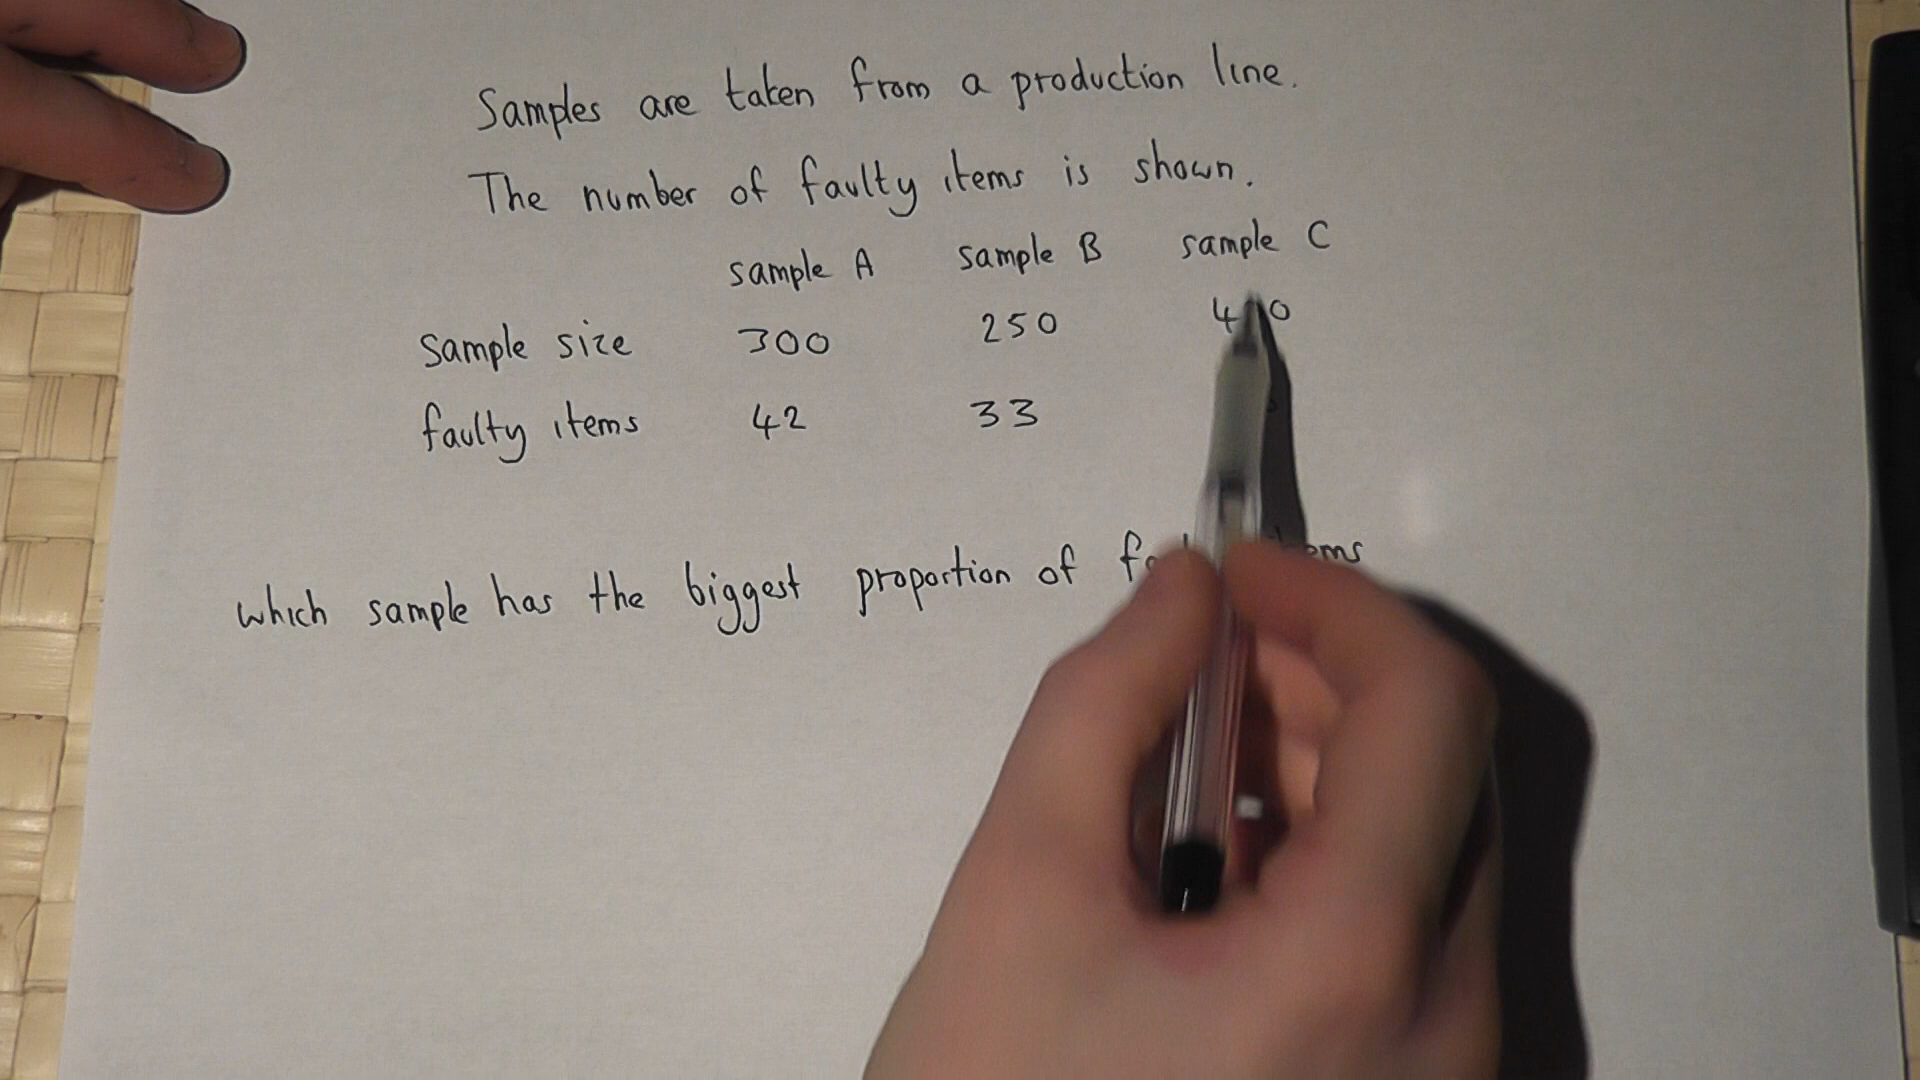 Samples are taken from a production line.
The number of faulty items is shown.
sample A sample B sample C
sample size 300 250
faulty items 42 33
which sample has the biggest proportion of